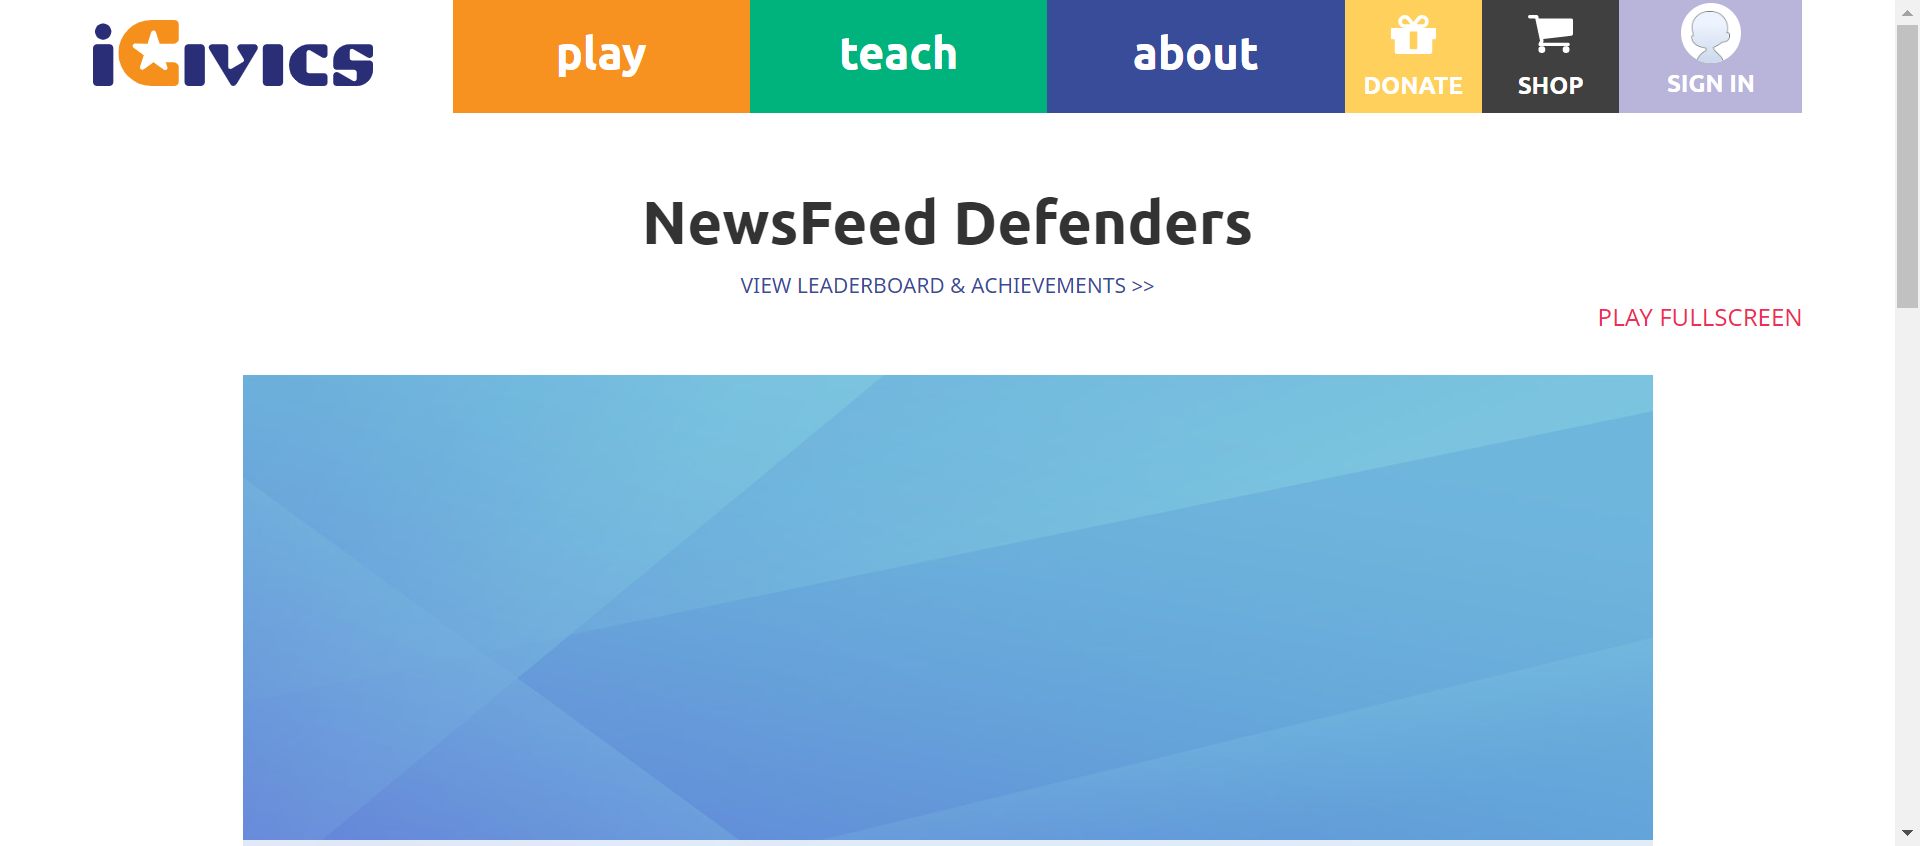 iCivics
play
teach
about
DONATE
SHOP
SIGN IN
NewsFeed Defenders
VIEW LEADERBOARD & ACHIEVEMENTS >>
PLAY FULLSCREEN